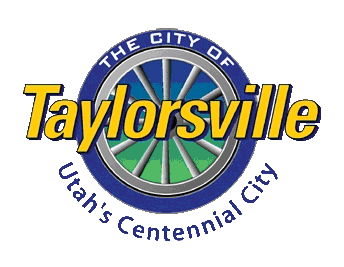 THE CITY OF
Taylorsville
Utah's Centennial City